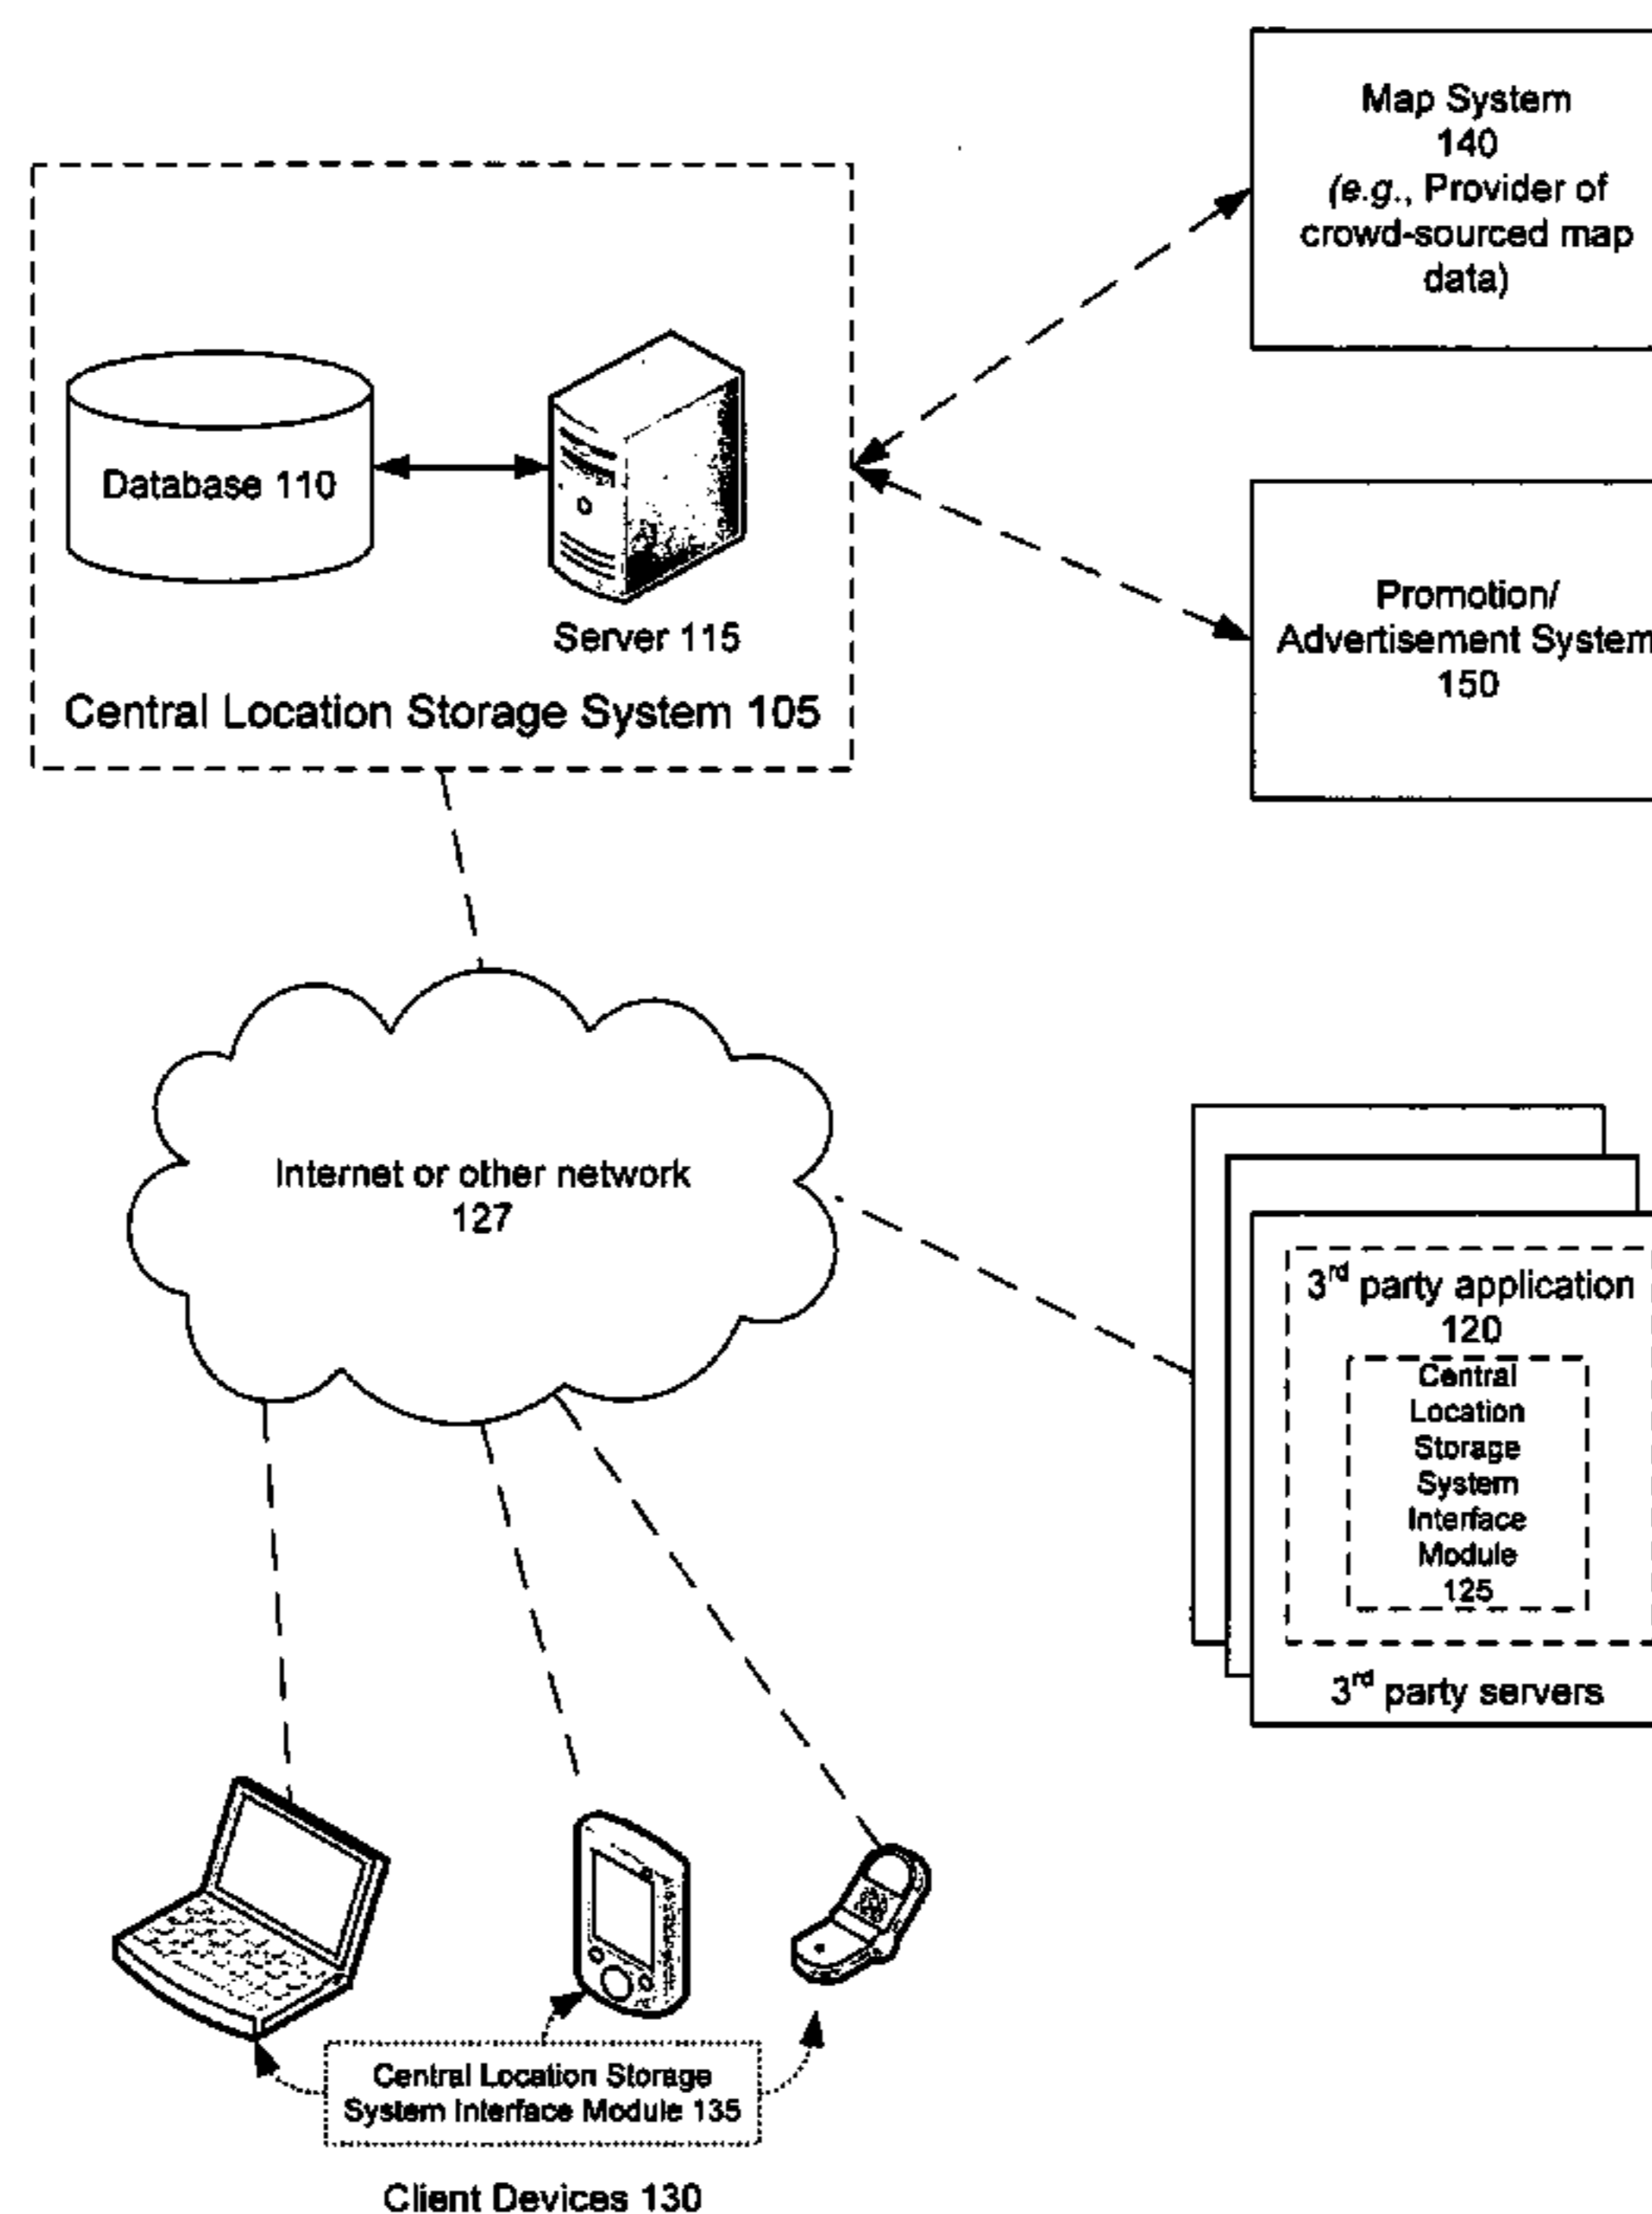 Map System
140
(e.g., Provider of
crowd-sourced map
data)
Database 110
Server 115
Central Location Storage System 105
Promotion/
Advertisement System
150
Internet or other network
127
3rd party application
120
Central
Location
Storage
System
Interface
Module
125
3rd party servers
Central Location Storage
System Interface Module 135
Client Devices 130